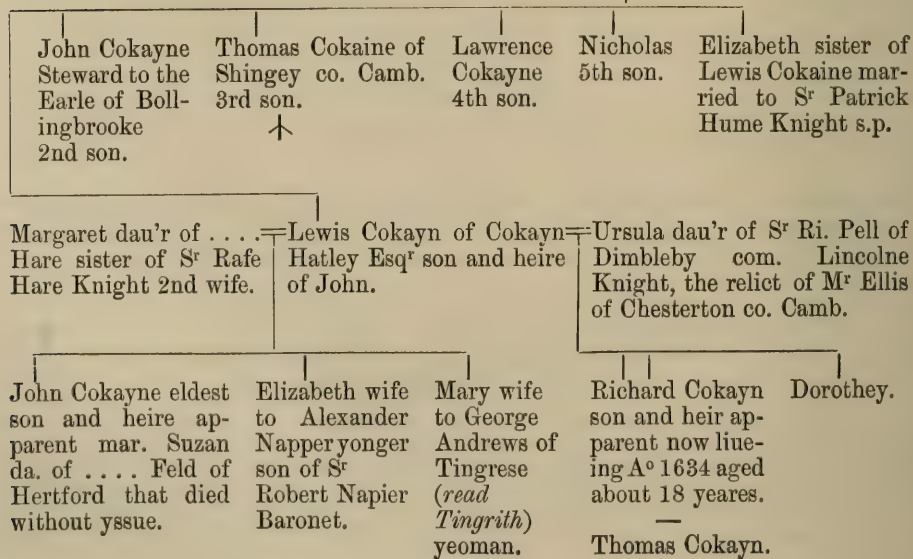 John Cokayne
Steward to the
Earle of Boll-
ingbrooke
2nd son.
Thomas Cokaine of
Shingey co. Camb.
3rd son.
Lawrence
Cokayne
4th son.
Nicholas
5th son.
Elizabeth sister of
Lewis Cokaine mar-
ried to Sʳ Patrick
Hume Knight s.p.
Margaret dau'r of . . . .
Hare sister of Sʳ Rafe
Hare Knight 2nd wife.
Lewis Cokayn of Cokayn
Hatley Esqʳ son and heire
of John.
Ursula dau'r of Sʳ Ri. Pell of
Dimbleby com. Lincolne
Knight, the relict of Mʳ Ellis
of Chesterton co. Camb.
John Cokayne eldest
son and heire ap-
parent mar. Suzan
da. of . . . . Feld of
Hertford that died
without yssue.
Elizabeth wife
to Alexander
Napper yonger
son of Sʳ
Robert Napier
Baronet.
Mary wife
to George
Andrews of
Tingrese
(read
Tingrith)
yeoman.
Richard Cokayn
son and heir ap-
parent now liue-
ing Aº 1634 aged
about 18 yeares.
—
Thomas Cokayn.
Dorothey.